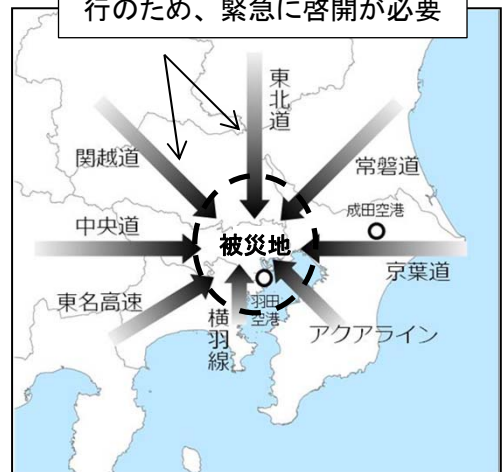 行のため、緊急に啓開が必要
東北道
関越道
常磐道
成田空港
中央道
被災地
京葉道
東名高速
羽田
空港
横羽線
アクアライン